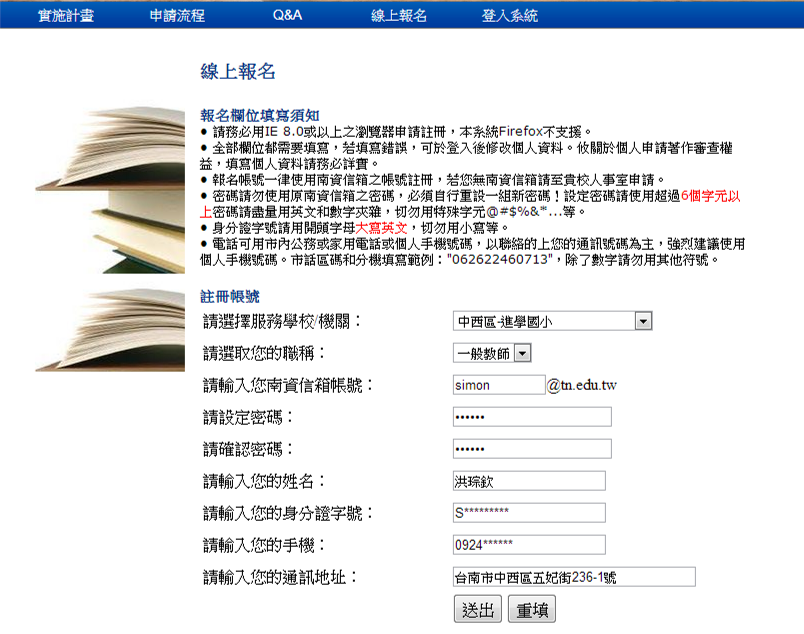 實施計畫 申請流程 Q&A 線上報名 登入系統
線上報名
報名欄位填寫須知
● 請務必用IE 8.0或以上之瀏覽器申請註冊，本系統Firefox不支援。
● 全部欄位都需要填寫，若填寫錯誤，可於登入後修改個人資料。攸關於個人申請著作審查權
益，填寫個人資料請務必詳實。
● 報名帳號一律使用南資信箱之帳號註冊，若您無南資信箱請至貴校人事室申請。
● 密碼請勿使用原南資信箱之密碼，必須自行重設一組新密碼！設定密碼請使用超過6個字元以
上密碼請盡量用英文和數字夾雜，切勿用特殊字元@#$%&*...等。
● 身分證字號請用開頭字母大寫英文，切勿用小寫等。
● 電話可用市內公務或家用電話或個人手機號碼，以聯絡的上您的通訊號碼為主，強烈建議使用
個人手機號碼。市話區碼和分機填寫範例："062622460713"，除了數字請勿用其他符號。
註冊帳號
請選擇服務學校/機關： 中西區-進學國小
請選取您的職稱： 一般教師
請輸入您南資信箱帳號： simon @tn.edu.tw
請設定密碼： ••••••
請確認密碼： ••••••
請輸入您的姓名： 洪琮欽
請輸入您的身分證字號： S*********
請輸入您的手機： 0924******
請輸入您的通訊地址： 台南市中西區五妃街236-1號
送出 重填